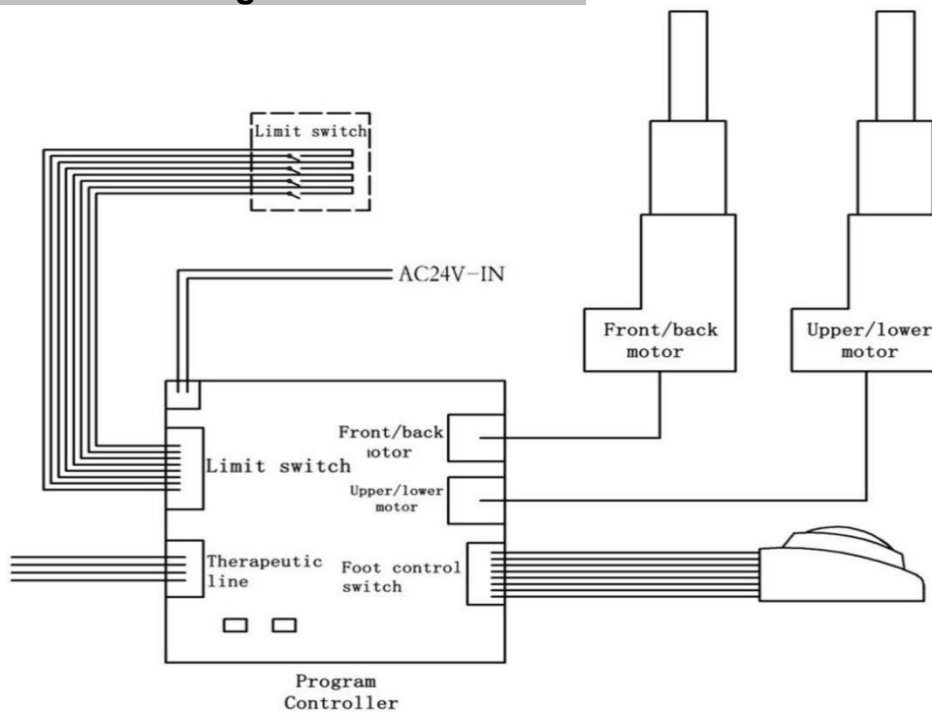 Limit switch
AC24V-IN
Front/back
motor
Upper/lower
motor
Front/back
otor
Limit switch
Upper/lower
motor
Therapeutic
line
Foot control
switch
Program
Controller